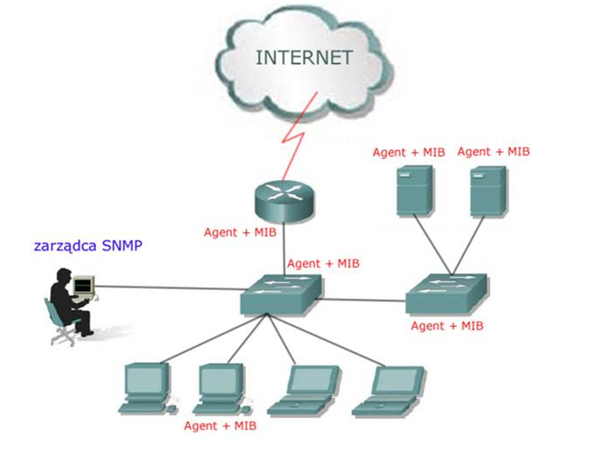 INTERNET
Agent + MIB
Agent + MIB
Agent + MIB
zarządca SNMP
Agent + MIB
Agent + MIB
Agent + MIB